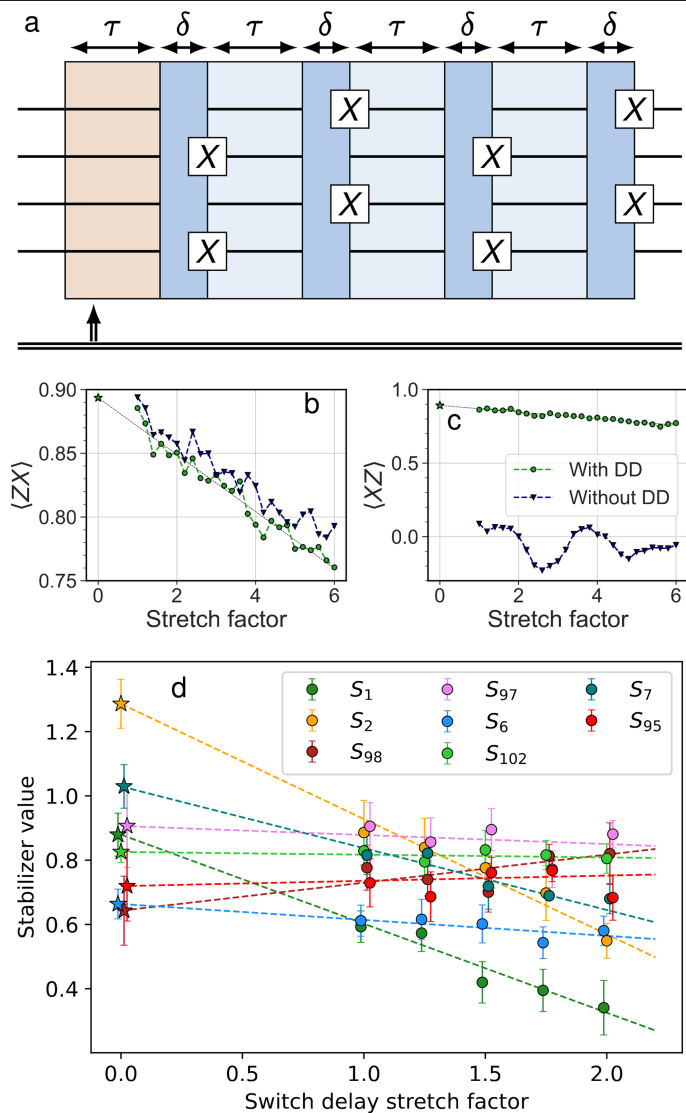 a
τ δ τ δ τ δ τ δ
X X
X X
X X
X X
0.90
0.85
0.80
0.75
⟨ZX⟩
b
0 2 4 6
Stretch factor
1.0
0.5
0.0
⟨XZ⟩
c
With DD
Without DD
0 2 4 6
Stretch factor
d
1.4
1.2
1.0
0.8
0.6
0.4
Stabilizer value
S₁ S₉₇ S₇
S₂ S₆ S₉₅
S₉₈ S₁₀₂
0.0 0.5 1.0 1.5 2.0
Switch delay stretch factor